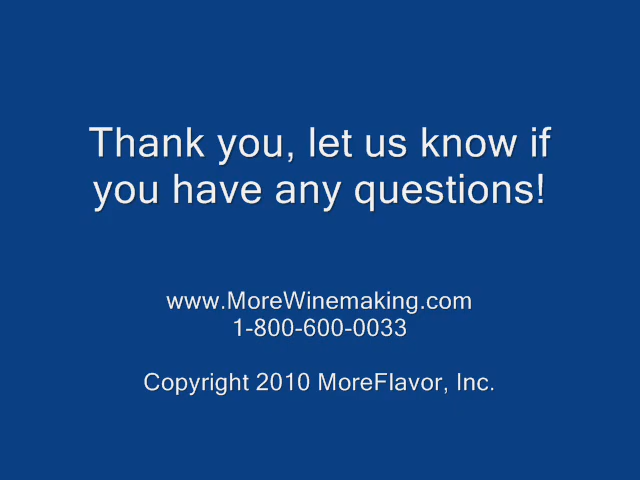 Thank you, let us know if
you have any questions!
www.MoreWinemaking.com
1-800-600-0033
Copyright 2010 MoreFlavor, Inc.